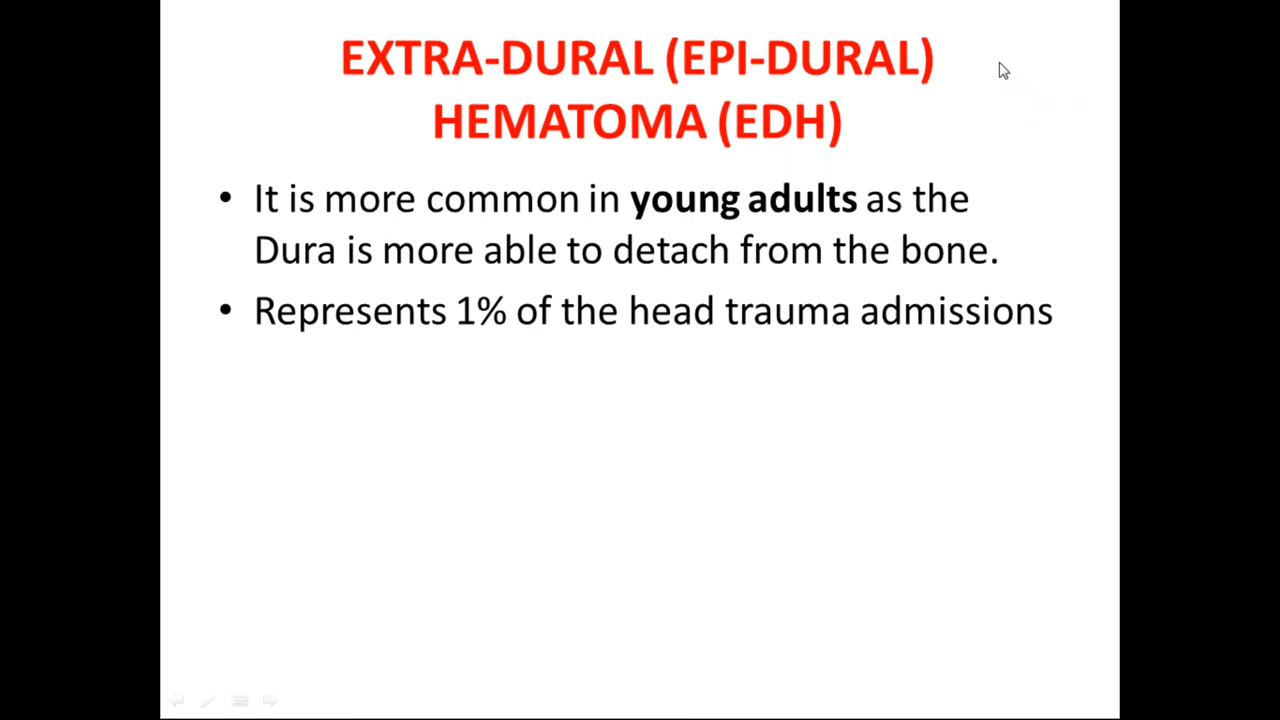 EXTRA-DURAL (EPI-DURAL)
HEMATOMA (EDH)
• It is more common in young adults as the
Dura is more able to detach from the bone.
• Represents 1% of the head trauma admissions